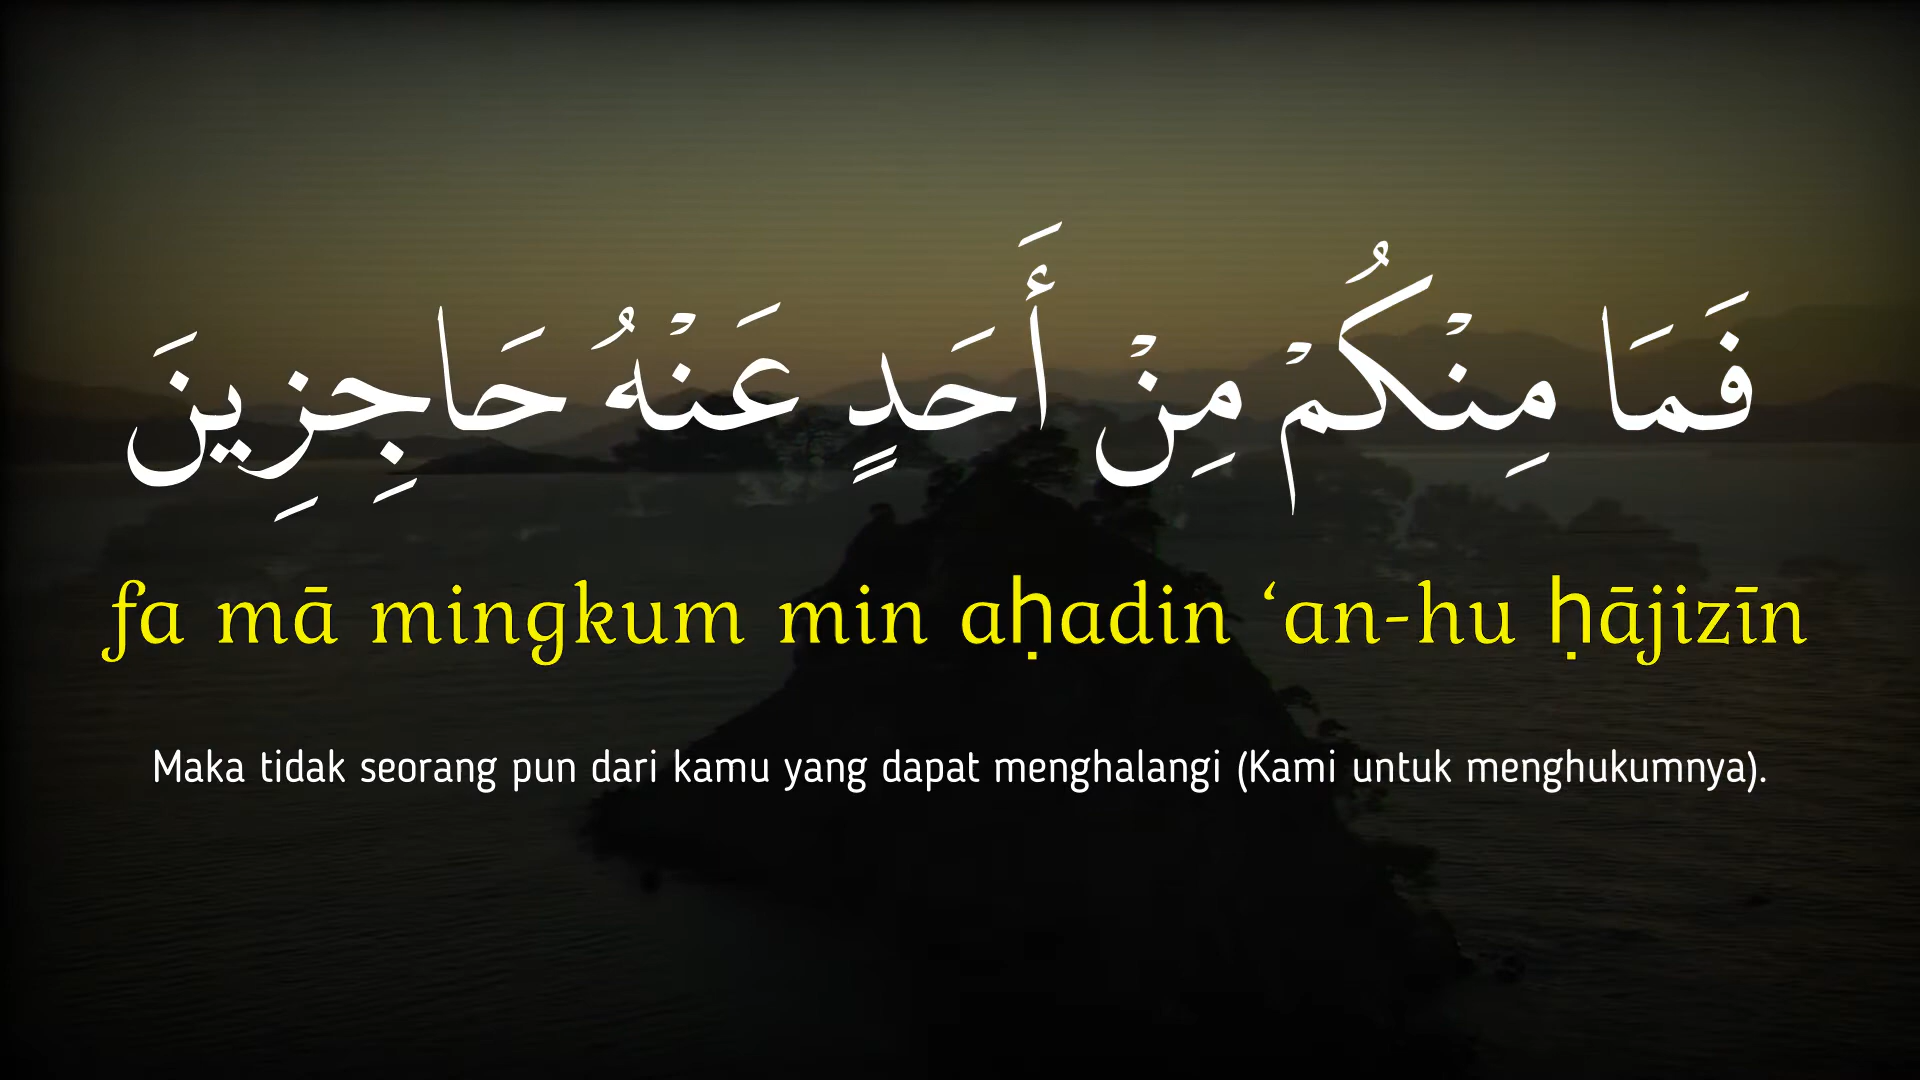 فَمَا مِنْكُمْ مِنْ أَحَدٍ عَنْهُ حَاجِزِينَ
fa mā mingkum min aḥadin ‘an-hu ḥājizīn
Maka tidak seorang pun dari kamu yang dapat menghalangi (Kami untuk menghukumnya).